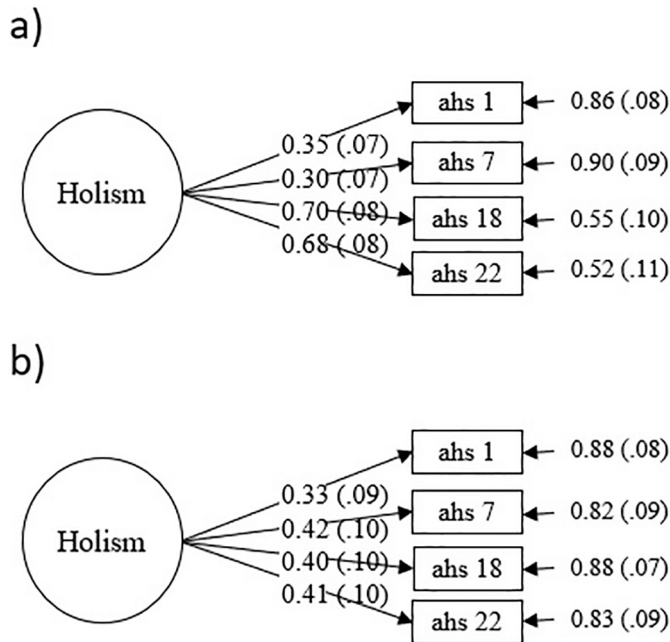 a)
ahs 1
0.86 (.08)
0.35 (.07)
ahs 7
0.90 (.09)
0.30 (.07)
Holism
0.70 (.08)
ahs 18
0.55 (.10)
0.68 (.08)
ahs 22
0.52 (.11)
b)
ahs 1
0.88 (.08)
0.33 (.09)
ahs 7
0.82 (.09)
0.42 (.10)
Holism
0.40 (.10)
ahs 18
0.88 (.07)
0.41 (.10)
ahs 22
0.83 (.09)